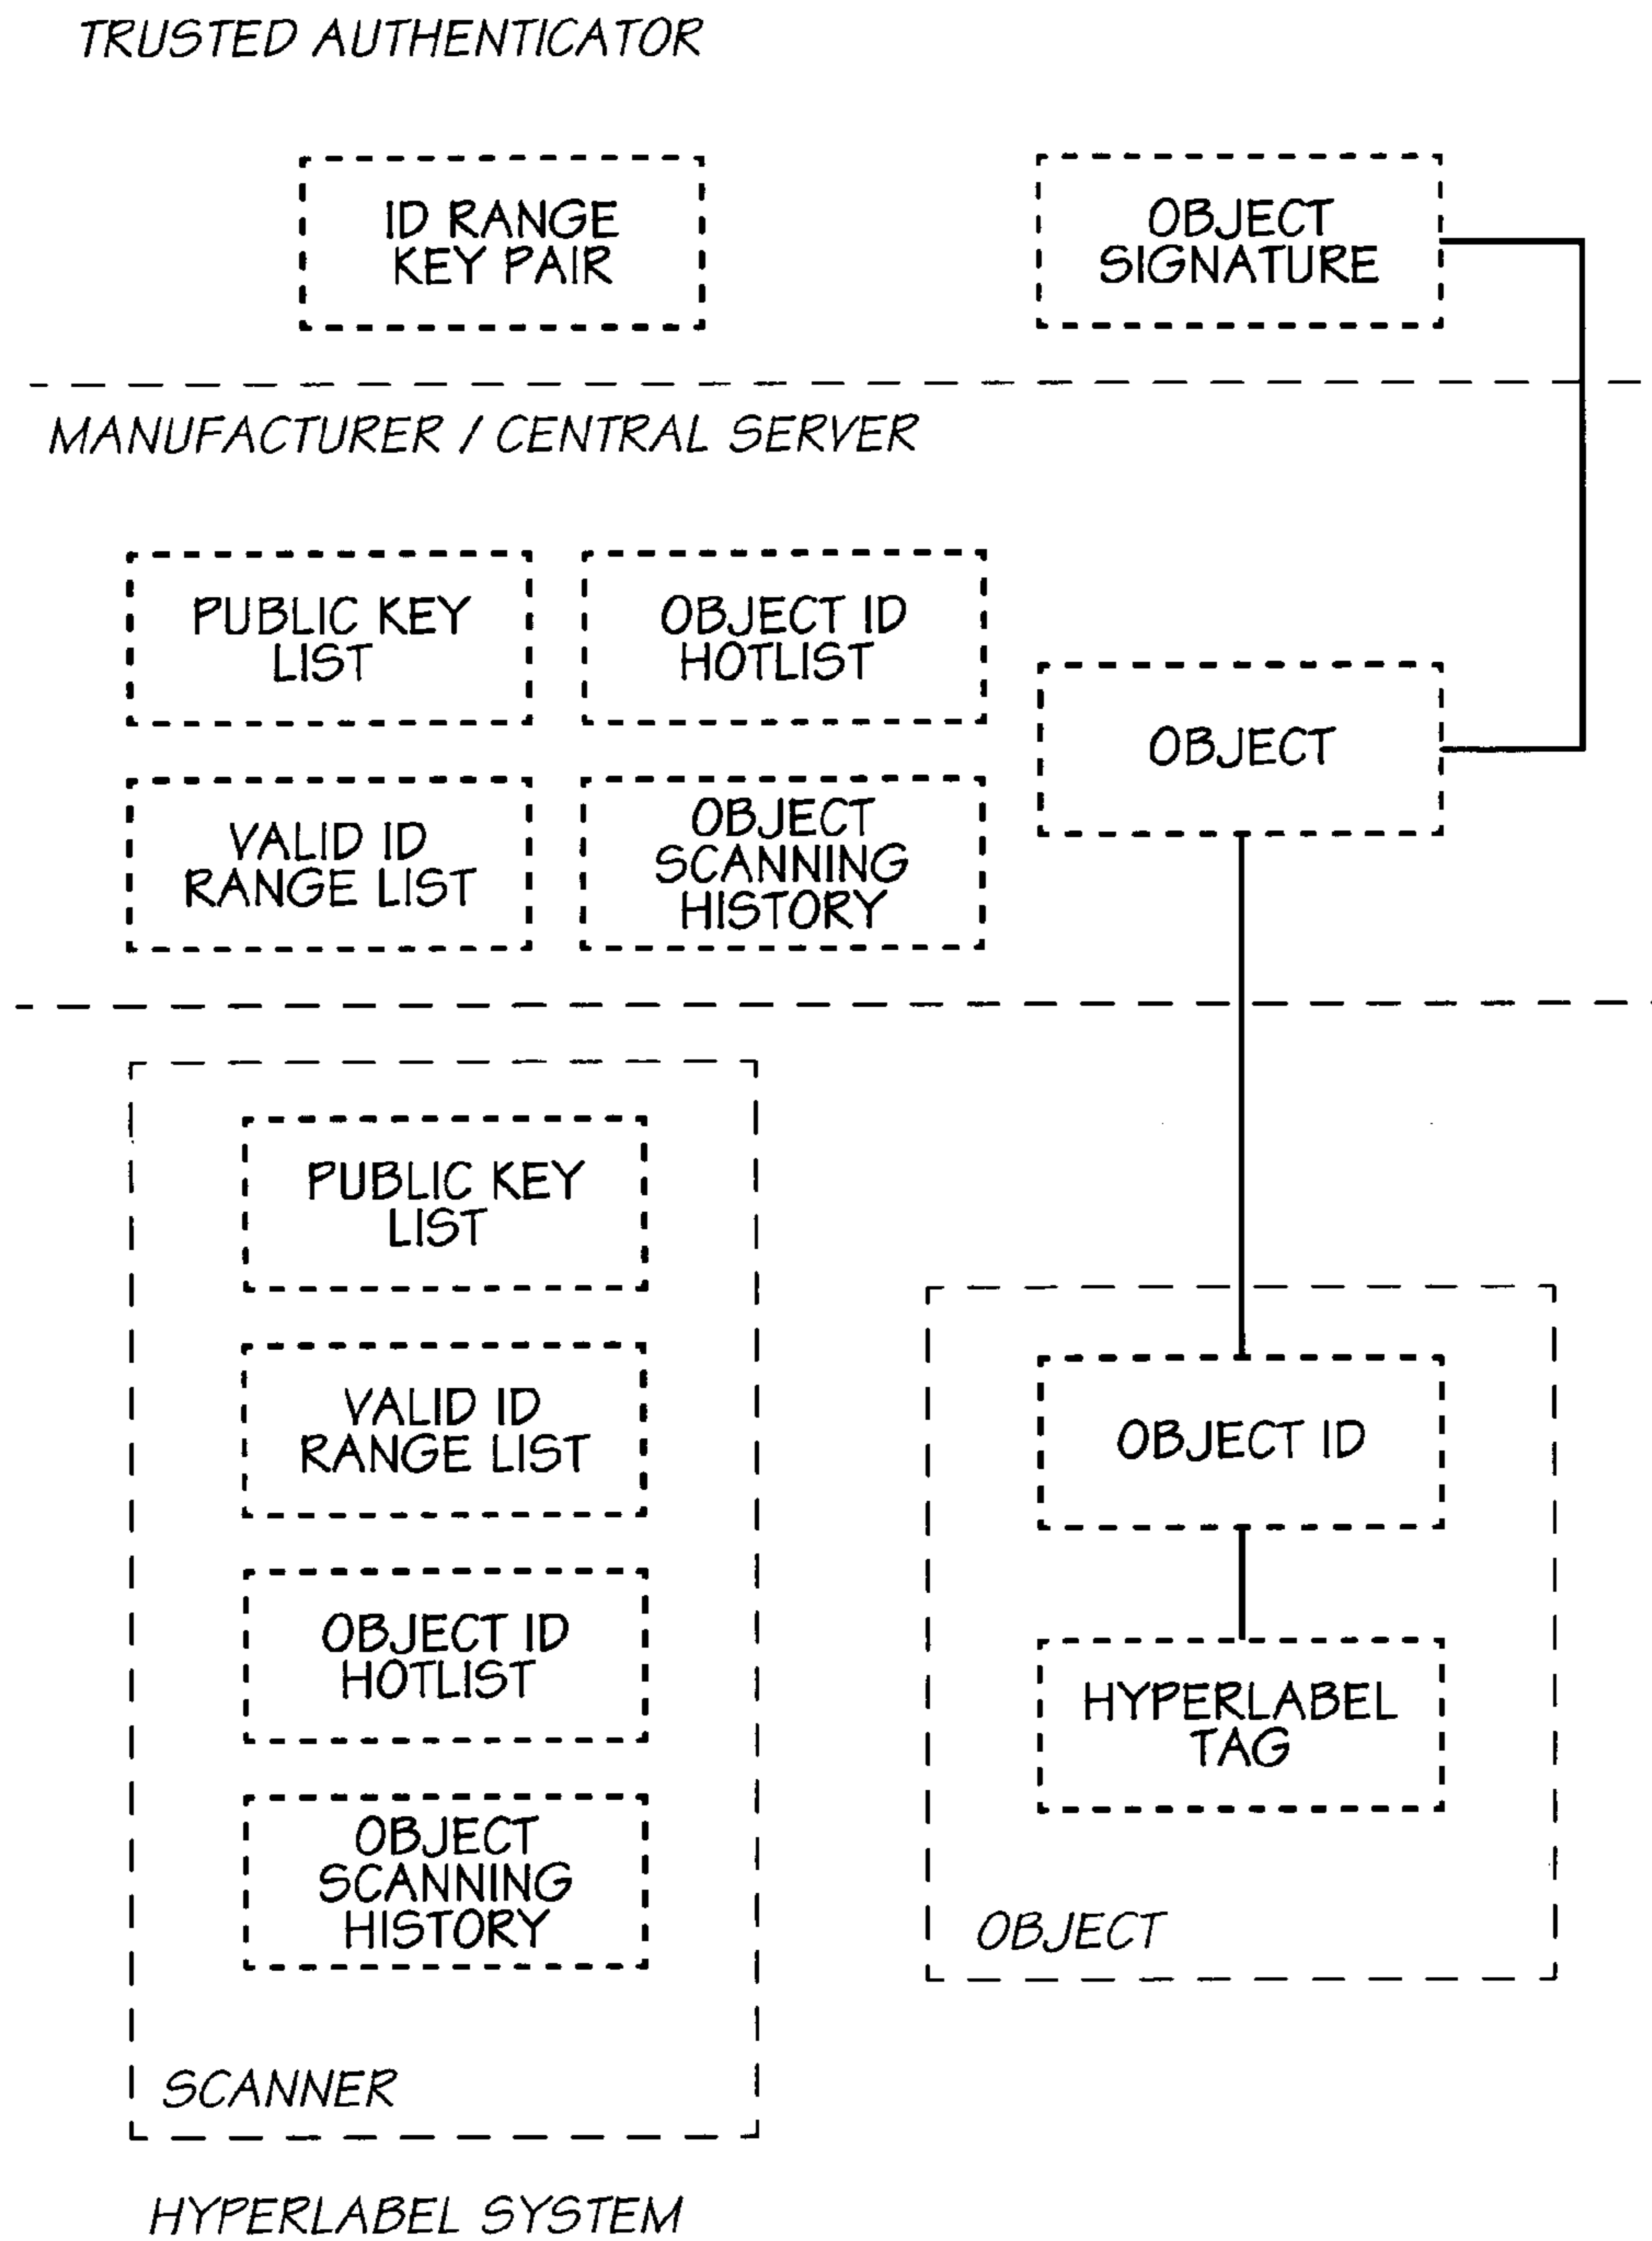 TRUSTED AUTHENTICATOR
ID RANGE
KEY PAIR
OBJECT
SIGNATURE
MANUFACTURER / CENTRAL SERVER
PUBLIC KEY
LIST
OBJECT ID
HOTLIST
OBJECT
VALID ID
RANGE LIST
OBJECT
SCANNING
HISTORY
PUBLIC KEY
LIST
VALID ID
RANGE LIST
OBJECT ID
HOTLIST
OBJECT
SCANNING
HISTORY
SCANNER
OBJECT ID
HYPERLABEL
TAG
OBJECT
HYPERLABEL SYSTEM